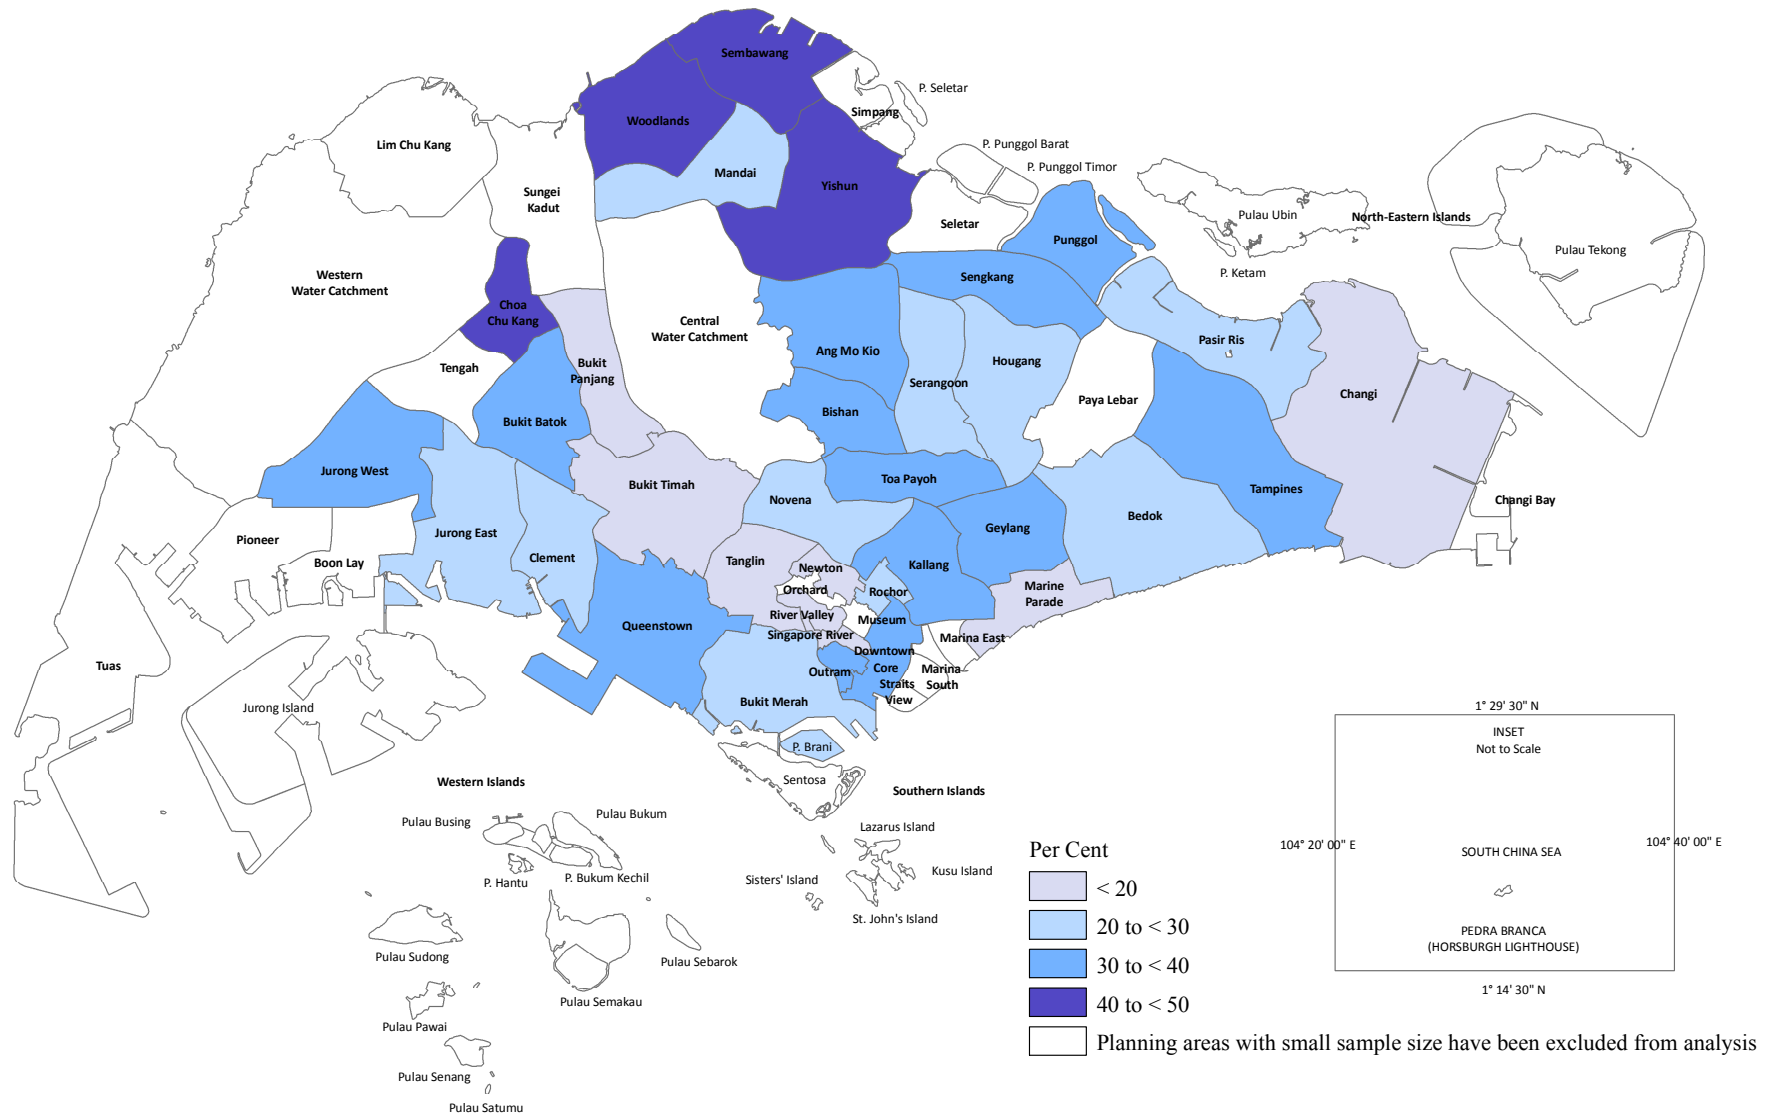 Sembawang
P. Seletar
Simpang
Woodlands
Lim Chu Kang
P. Punggol Barat
P. Punggol Timor
Mandai
Yishun
Sungei
Kadut
Seletar
Pulau Ubin
North-Eastern Islands
Punggol
Pulau Tekong
P. Ketam
Sengkang
Western
Water Catchment
Choa
Chu Kang
Central
Water Catchment
Pasir Ris
Ang Mo Kio
Hougang
Tengah
Bukit
Panjang
Serangoon
Changi
Paya Lebar
Bishan
Bukit Batok
Jurong West
Bukit Timah
Toa Payoh
Tampines
Novena
Changi Bay
Bedok
Geylang
Pioneer
Jurong East
Clement
Boon Lay
Tanglin
Newton
Kallang
Orchard
Rochor
Marine
Parade
River Valley
Museum
Queenstown
Singapore River
Marina East
Downtown
Core
Tuas
Outram
Marina
South
Straits
View
Bukit Merah
Jurong Island
P. Brani
Sentosa
Western Islands
Southern Islands
Pulau Busing
Pulau Bukum
Lazarus Island
P. Hantu
P. Bukum Kechil
Sisters' Island
Kusu Island
St. John's Island
Pulau Sudong
Pulau Sebarok
Pulau Semakau
Pulau Pawai
Pulau Senang
Pulau Satumu
1° 29' 30" N
INSET
Not to Scale
104° 20' 00" E
104° 40' 00" E
SOUTH CHINA SEA
PEDRA BRANCA
(HORSBURGH LIGHTHOUSE)
1° 14' 30" N
Per Cent
< 20
20 to < 30
30 to < 40
40 to < 50
Planning areas with small sample size have been excluded from analysis